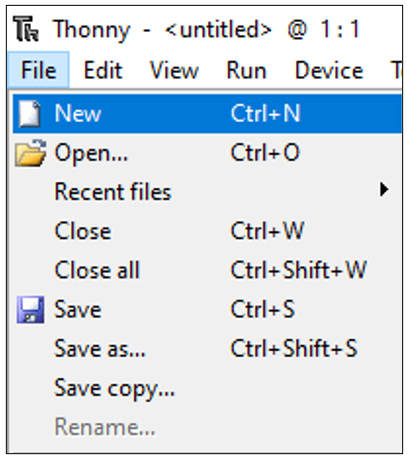 Thonny - <untitled> @ 1:1
File Edit View Run Device
New Ctrl+N
Open... Ctrl+O
Recent files
Close Ctrl+W
Close all Ctrl+Shift+W
Save Ctrl+S
Save as... Ctrl+Shift+S
Save copy...
Rename...